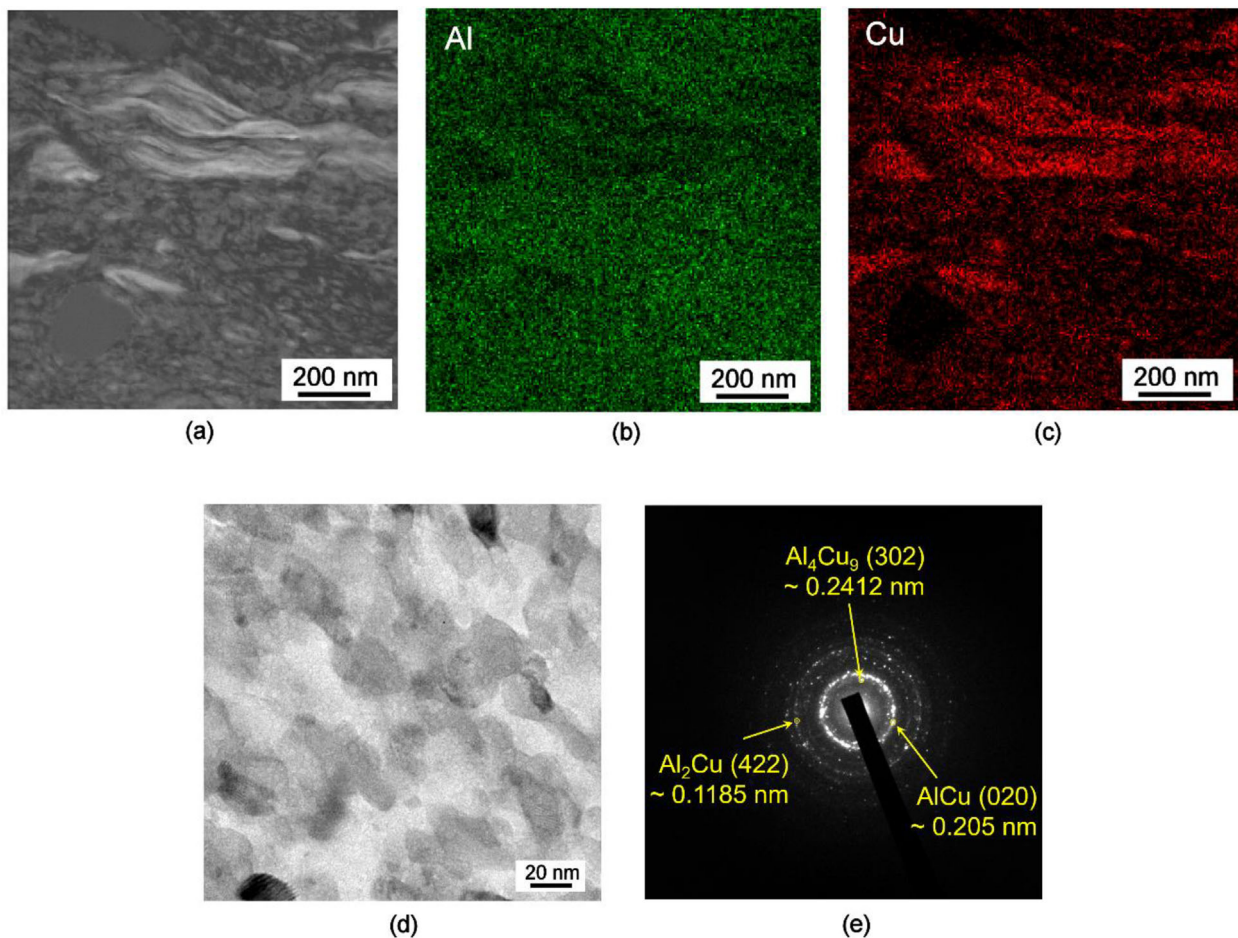 Al
Cu
200 nm
200 nm
200 nm
(a)
(b)
(c)
Al₄Cu₉ (302)
~ 0.2412 nm
Al₂Cu (422)
~ 0.1185 nm
AlCu (020)
~ 0.205 nm
20 nm
(d)
(e)